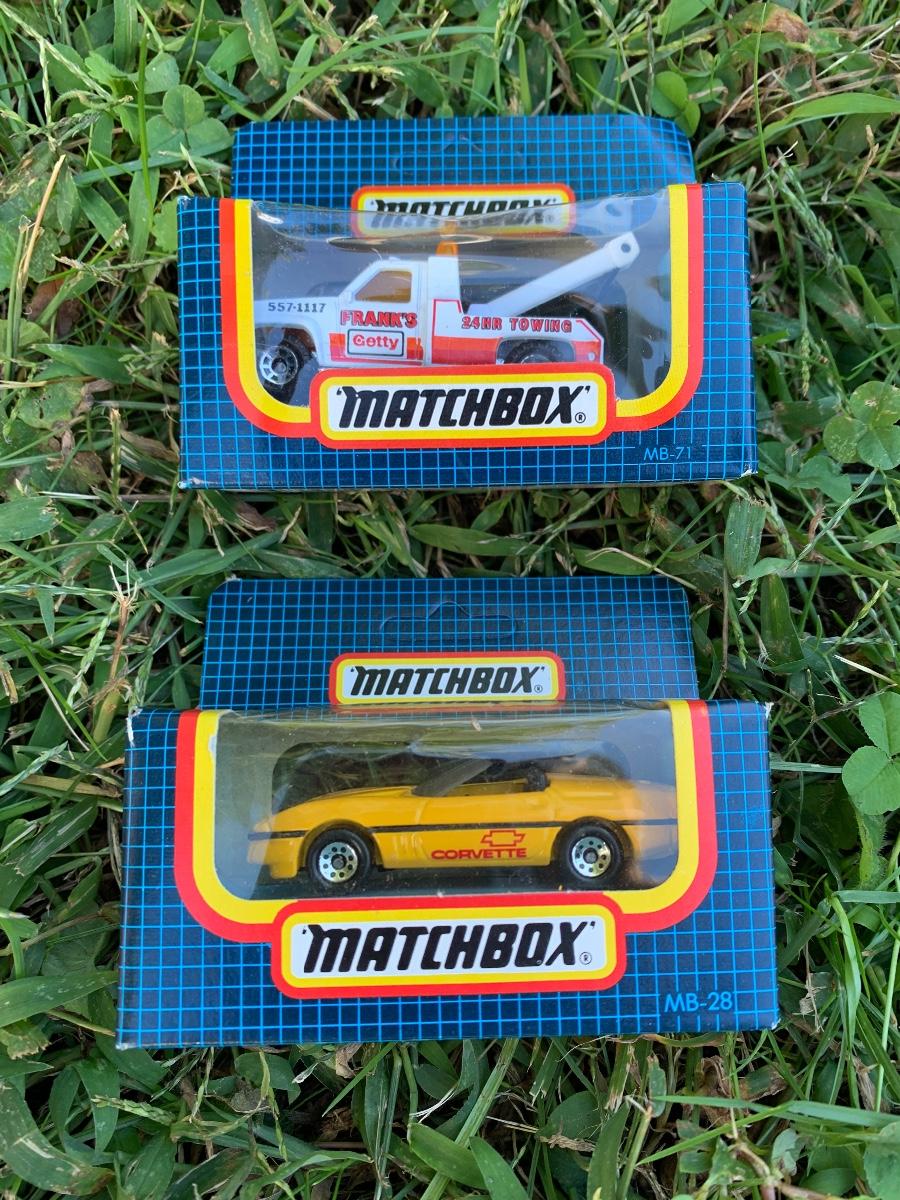 "MATCHBOX"®
557-1117
FRANK'S
Getty
24HR TOWING
"MATCHBOX"®
MB-71
"MATCHBOX"®
CORVETTE
"MATCHBOX"®
MB-28